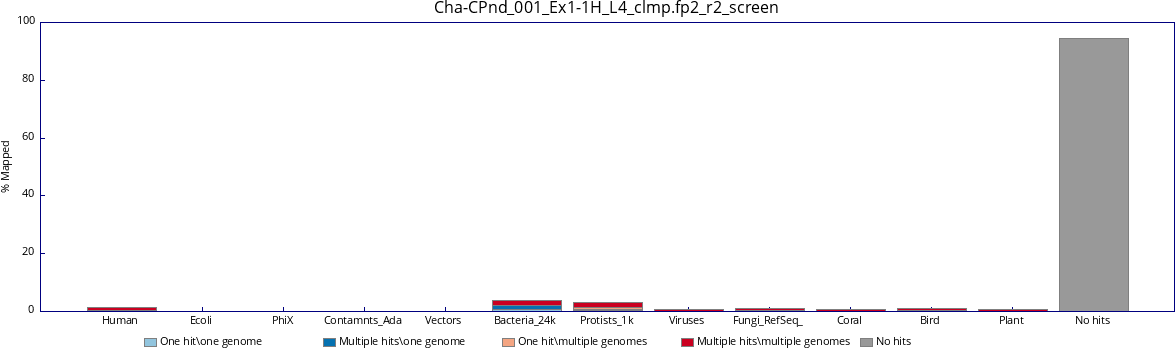 Cha-CPnd_001_Ex1-1H_L4_clmp.fp2_r2_screen
100
80
60
40
20
0
% Mapped
Human Ecoli PhiX Contamnts_Ada Vectors Bacteria_24k Protists_1k Viruses Fungi_RefSeq_ Coral Bird Plant No hits
One hit\one genome Multiple hits\one genome One hit\multiple genomes Multiple hits\multiple genomes No hits